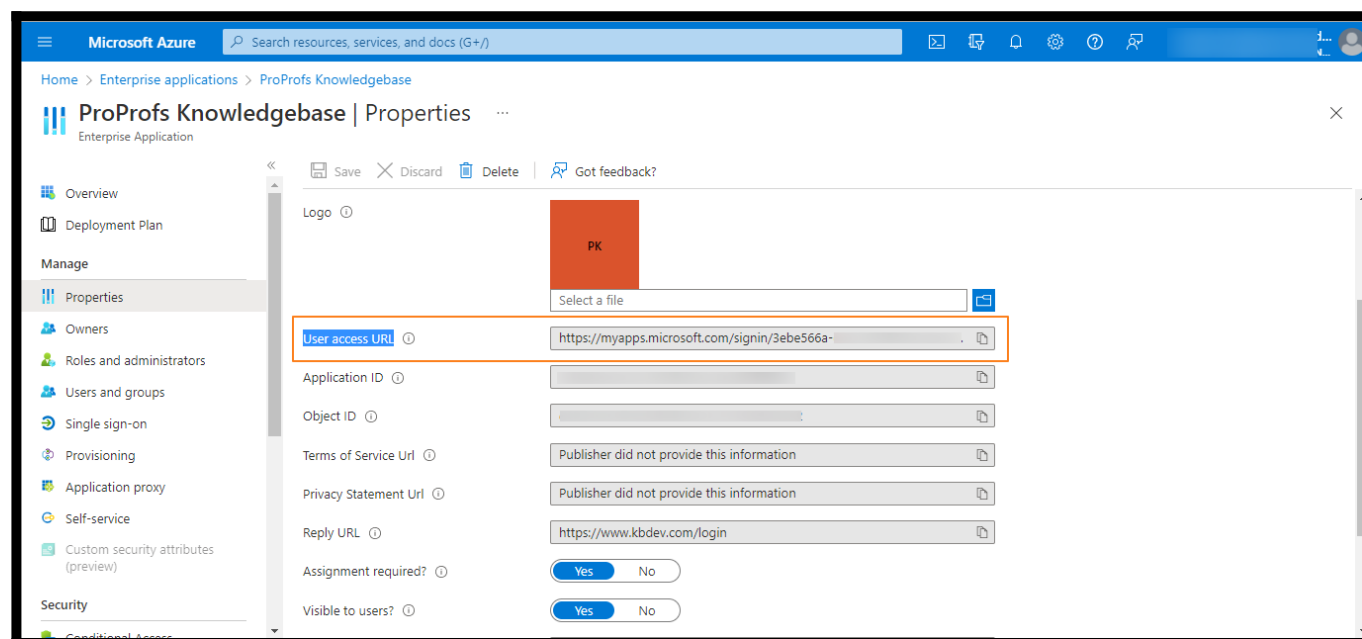 Microsoft Azure
Search resources, services, and docs (G+/)
Home > Enterprise applications > ProProfs Knowledgebase
ProProfs Knowledgebase | Properties ...
Enterprise Application
Save Discard Delete Got feedback?
Overview
Deployment Plan
Manage
Properties
Owners
Roles and administrators
Users and groups
Single sign-on
Provisioning
Application proxy
Self-service
Custom security attributes
(preview)
Security
Conditional Access
Logo
PK
Select a file
User access URL https://myapps.microsoft.com/signin/3ebe566a-
Application ID
Object ID
Terms of Service Url Publisher did not provide this information
Privacy Statement Url Publisher did not provide this information
Reply URL https://www.kbdev.com/login
Assignment required? Yes No
Visible to users? Yes No